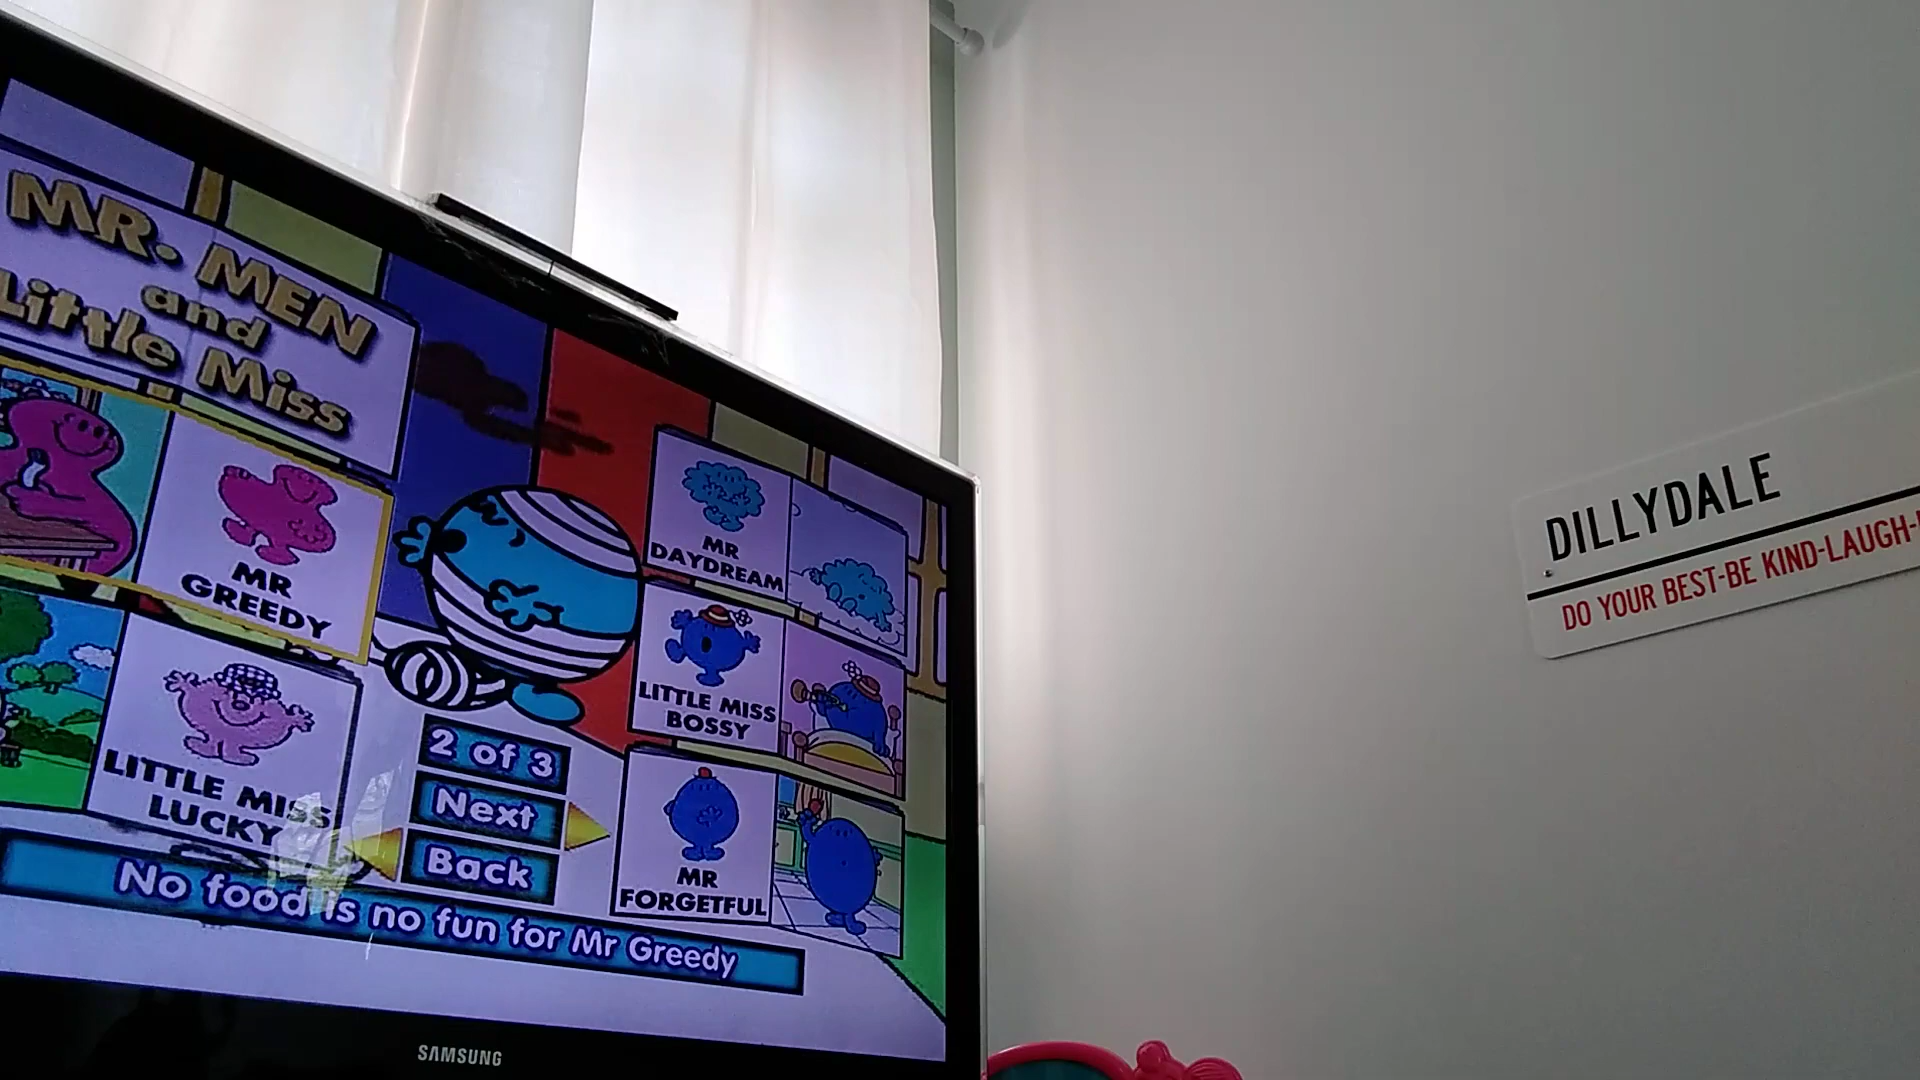 MR. MEN
and
Little Miss
MR
GREEDY
LITTLE MISS
LUCKY
2 of 3
Next
Back
MR
DAYDREAM
LITTLE MISS
BOSSY
MR
FORGETFUL
No food is no fun for Mr Greedy
SAMSUNG
DILLYDALE
DO YOUR BEST-BE KIND-LAUGH-